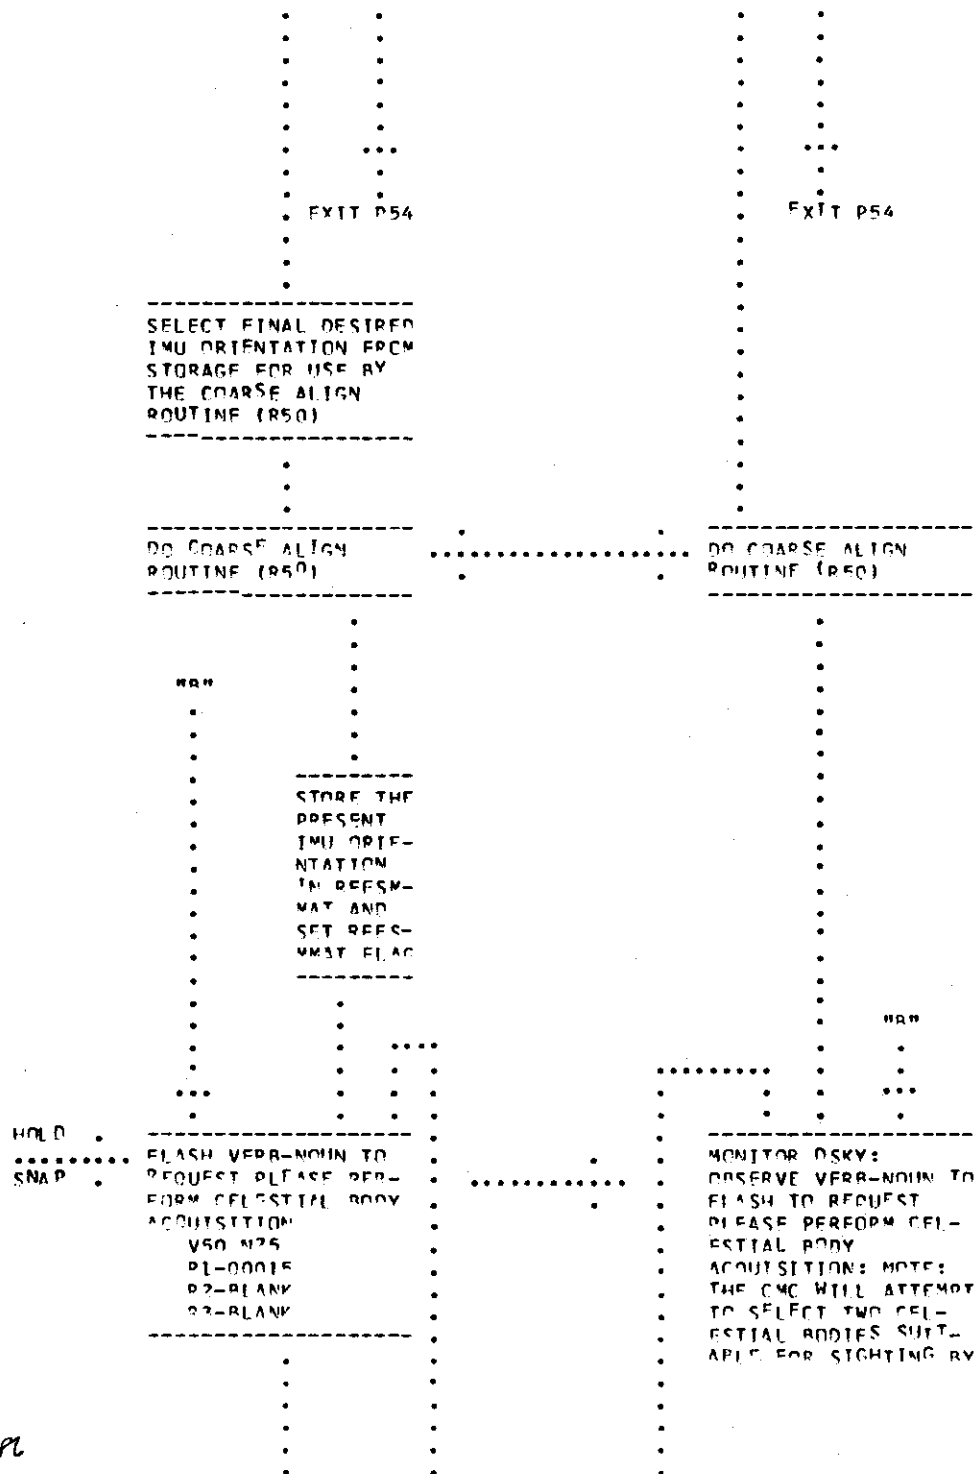 EXIT P54
EXIT P54
SELECT FINAL DESIRED
IMU ORIENTATION FROM
STORAGE FOR USE BY
THE COARSE ALIGN
ROUTINE (R50)
DO COARSE ALIGN
ROUTINE (R50)
DO COARSE ALIGN
ROUTINE (R50)
STORE THE
PRESENT
IMU ORIE-
NTATION
IN REFSM-
MAT AND
SET REFS-
MMAT FLAG
HOLD
SNAP
FLASH VERB-NOUN TO
REQUEST PLEASE PER-
FORM CELESTIAL BODY
ACQUISITION
V50 N25
R1-00015
R2-BLANK
R3-BLANK
MONITOR DSKY:
OBSERVE VERB-NOUN TO
FLASH TO REQUEST
PLEASE PERFORM CEL-
ESTIAL BODY
ACQUISITION: NOTE:
THE CMC WILL ATTEMPT
TO SELECT TWO CEL-
ESTIAL BODIES SUIT-
ABLE FOR SIGHTING BY